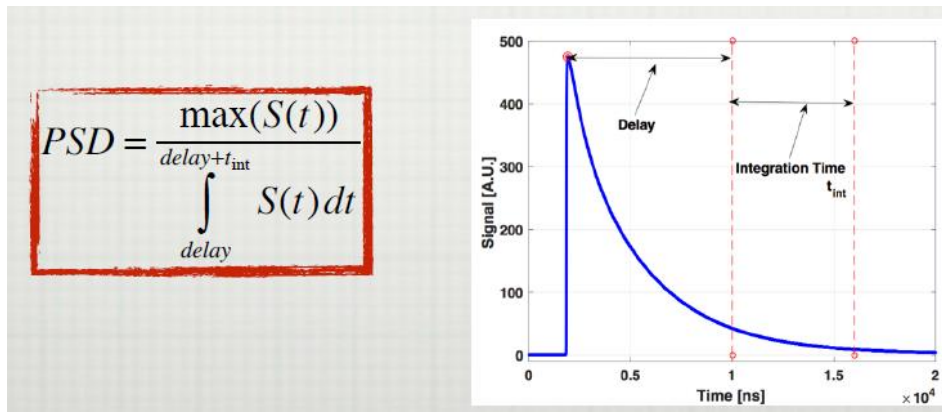 PSD = max(S(t))
delay+t_int
∫ S(t)dt
delay
500
400
300
200
100
0
Signal [A.U.]
Delay
Integration Time
t_int
0
0.5
1
1.5
2
Time [ns]
×10^4